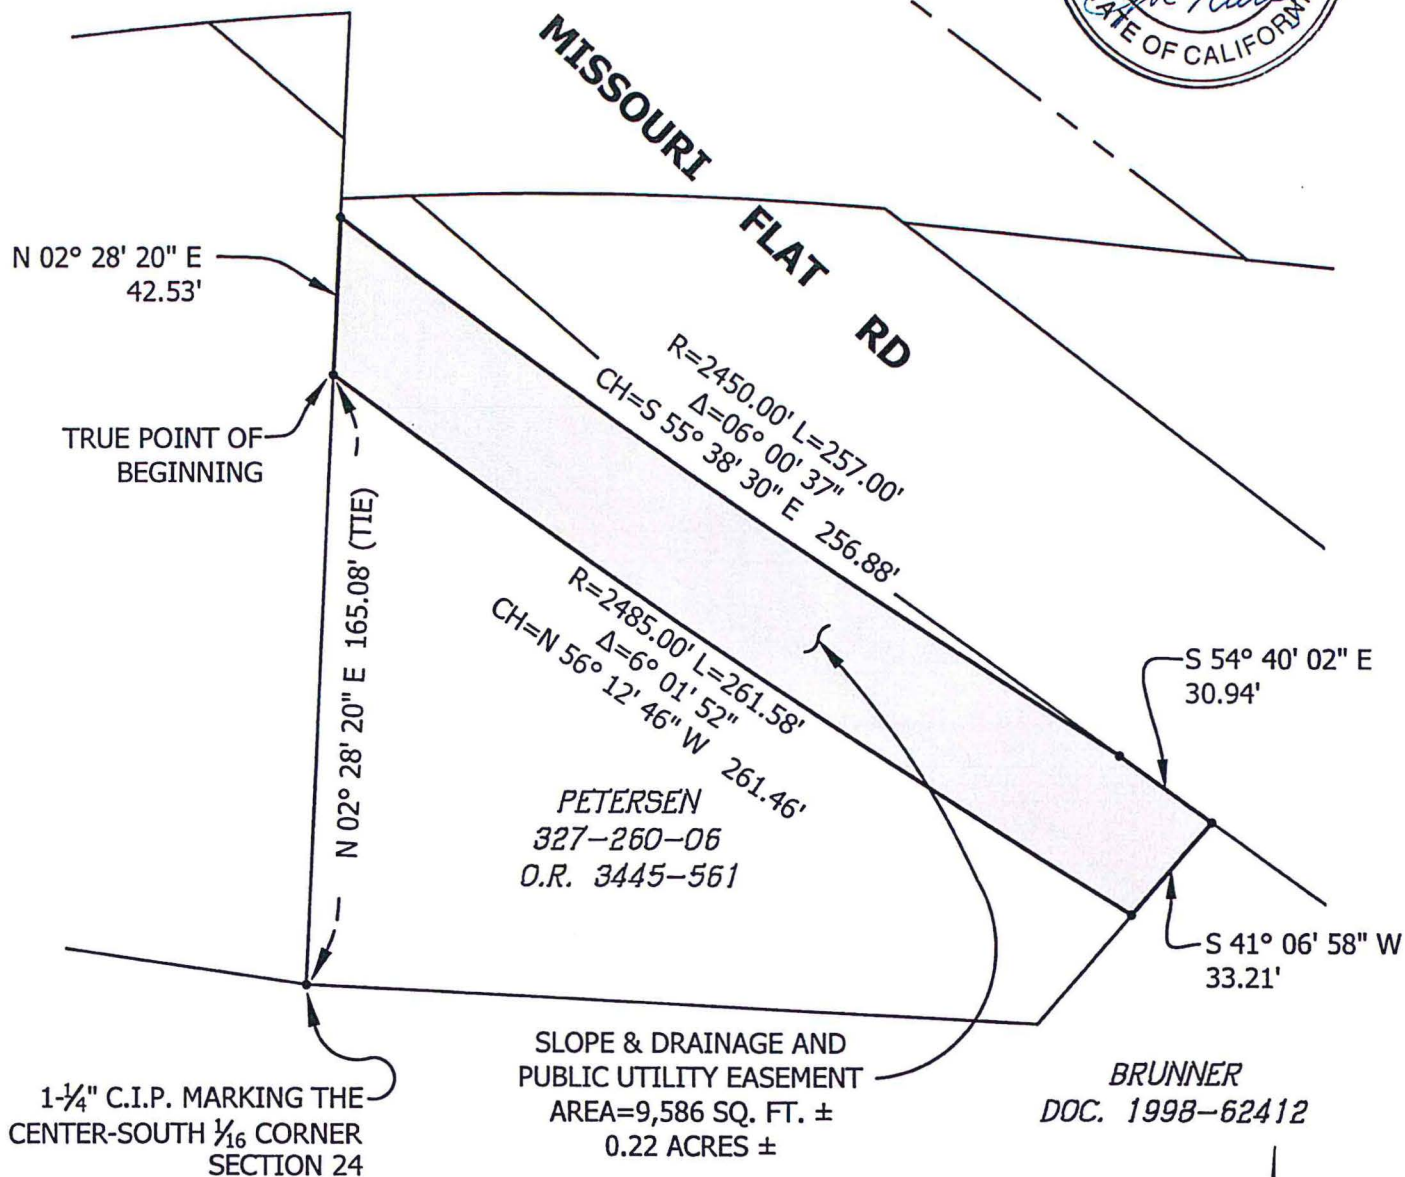 STATE OF CALIFORNIA
MISSOURI
FLAT
RD
N 02° 28' 20" E
42.53'
TRUE POINT OF
BEGINNING
N 02° 28' 20" E 165.08' (TIE)
R=2450.00' L=257.00'
Δ=06° 00' 37"
CH=S 55° 38' 30" E 256.88'
R=2485.00' L=261.58'
Δ=6° 01' 52"
CH=N 56° 12' 46" W 261.46'
S 54° 40' 02" E
30.94'
PETERSEN
327-260-06
O.R. 3445-561
S 41° 06' 58" W
33.21'
1-¼" C.I.P. MARKING THE
CENTER-SOUTH 1⁄16 CORNER
SECTION 24
SLOPE & DRAINAGE AND
PUBLIC UTILITY EASEMENT
AREA=9,586 SQ. FT. ±
0.22 ACRES ±
BRUNNER
DOC. 1998-62412